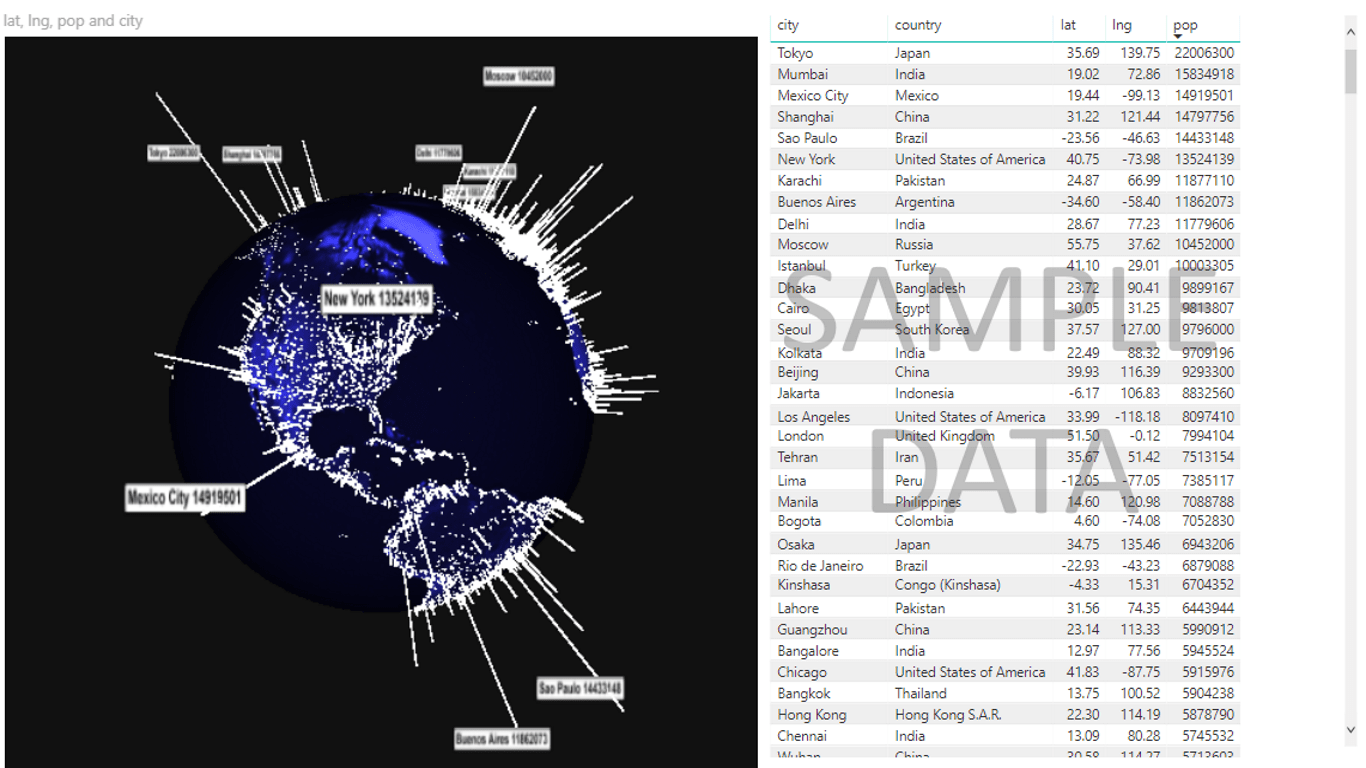 lat, lng, pop and city
Moscow 10452000
Tokyo 22006300
Shanghai
Delhi 11779606
Karachi
New York 13524139
Mexico City 14919501
Sao Paulo 14433148
Buenos Aires 11862073
city country lat lng pop
Tokyo Japan 35.69 139.75 22006300
Mumbai India 19.02 72.86 15834918
Mexico City Mexico 19.44 -99.13 14919501
Shanghai China 31.22 121.44 14797756
Sao Paulo Brazil -23.56 -46.63 14433148
New York United States of America 40.75 -73.98 13524139
Karachi Pakistan 24.87 66.99 11877110
Buenos Aires Argentina -34.60 -58.40 11862073
Delhi India 28.67 77.23 11779606
Moscow Russia 55.75 37.62 10452000
Istanbul Turkey 41.10 29.01 10003305
Dhaka Bangladesh 23.72 90.41 9899167
Cairo Egypt 30.05 31.25 9813807
Seoul South Korea 37.57 127.00 9796000
Kolkata India 22.49 88.32 9709196
Beijing China 39.93 116.39 9293300
Jakarta Indonesia -6.17 106.83 8832560
Los Angeles United States of America 33.99 -118.18 8097410
London United Kingdom 51.50 -0.12 7994104
Tehran Iran 35.67 51.42 7513154
Lima Peru -12.05 -77.05 7385117
Manila Philippines 14.60 120.98 7088788
Bogota Colombia 4.60 -74.08 7052830
Osaka Japan 34.75 135.46 6943206
Rio de Janeiro Brazil -22.93 -43.23 6879088
Kinshasa Congo (Kinshasa) -4.33 15.31 6704352
Lahore Pakistan 31.56 74.35 6443944
Guangzhou China 23.14 113.33 5990912
Bangalore India 12.97 77.56 5945524
Chicago United States of America 41.83 -87.75 5915976
Bangkok Thailand 13.75 100.52 5904238
Hong Kong Hong Kong S.A.R. 22.30 114.19 5878790
Chennai India 13.09 80.28 5745532
Wuhan China 30.58 114.27 5713603
SAMPLE
DATA